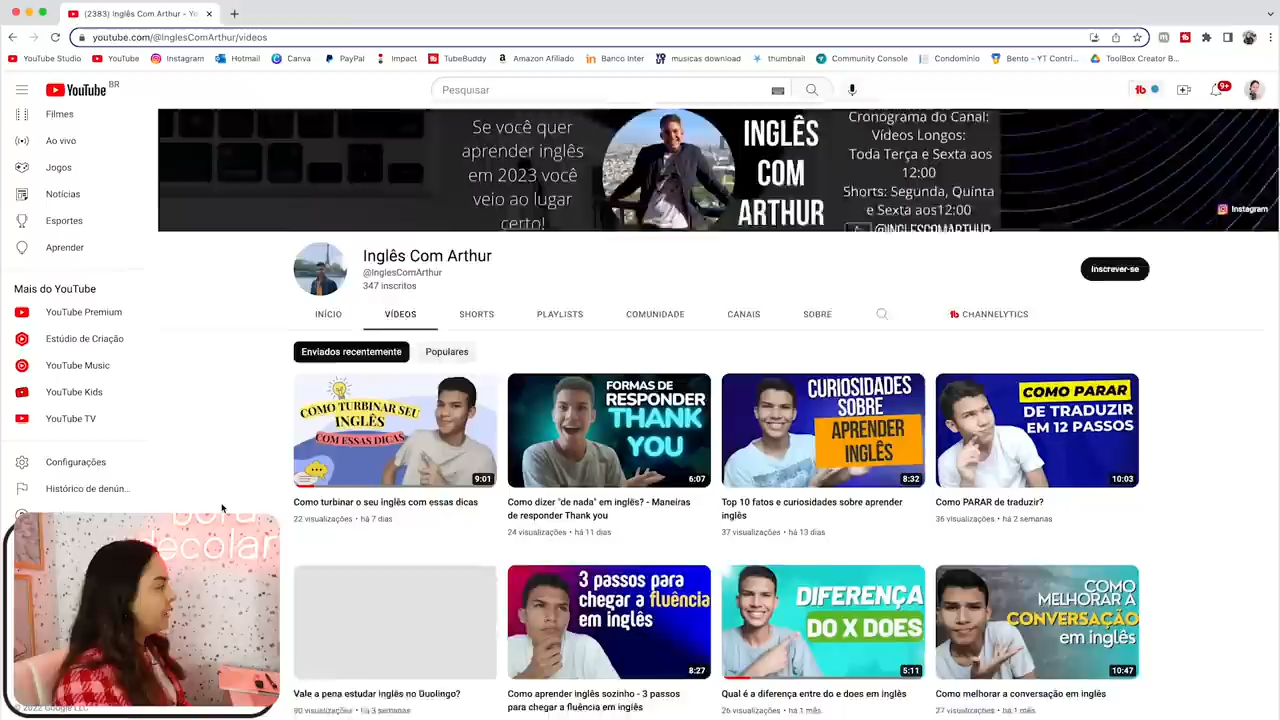 (2383) Inglês Com Arthur - Yo
youtube.com/@InglesComArthur/videos
YouTube Studio
YouTube
Instagram
Hotmail
Canva
PayPal
Impact
TubeBuddy
Amazon Afiliado
Banco Inter
musicas download
thumbnail
Community Console
Condomínio
Bento - YT Contri...
ToolBox Creator B...
YouTube BR
Pesquisar
9+
Filmes
Ao vivo
Jogos
Notícias
Esportes
Aprender
Mais do YouTube
YouTube Premium
Estúdio de Criação
YouTube Music
YouTube Kids
YouTube TV
Configurações
Histórico de denún...
© 2022 Google LLC
bora
decolar
Se você quer
aprender inglês
em 2023 você
veio ao lugar
certo!
INGLÊS
COM
ARTHUR
Cronograma do Canal:
Vídeos Longos:
Toda Terça e Sexta aos
12:00
Shorts: Segunda, Quinta
e Sexta aos12:00
@INGLESCOMARTHUR
Instagram
Inglês Com Arthur
@InglesComArthur
347 inscritos
Inscrever-se
INÍCIO
VÍDEOS
SHORTS
PLAYLISTS
COMUNIDADE
CANAIS
SOBRE
CHANNELYTICS
Enviados recentemente
Populares
COMO TURBINAR SEU
INGLÊS
COM ESSAS DICAS
9:01
Como turbinar o seu inglês com essas dicas
22 visualizações • há 7 dias
FORMAS DE
RESPONDER
THANK
YOU
6:07
Como dizer "de nada" em inglês? - Maneiras
de responder Thank you
24 visualizações • há 11 dias
CURIOSIDADES
SOBRE
APRENDER
INGLÊS
8:32
Top 10 fatos e curiosidades sobre aprender
inglês
37 visualizações • há 13 dias
COMO PARAR
DE TRADUZIR
EM 12 PASSOS
10:03
Como PARAR de traduzir?
36 visualizações • há 2 semanas
Vale a pena estudar inglês no Duolingo?
90 visualizações • há 3 semanas
3 passos para
chegar a fluência
em inglês
8:27
Como aprender inglês sozinho - 3 passos
para chegar a fluência em inglês
DIFERENÇA
DO X DOES
5:11
Qual é a diferença entre do e does em inglês
26 visualizações • há 1 mês
COMO
MELHORAR A
CONVERSAÇÃO
em inglês
10:47
Como melhorar a conversação em inglês
27 visualizações • há 1 mês